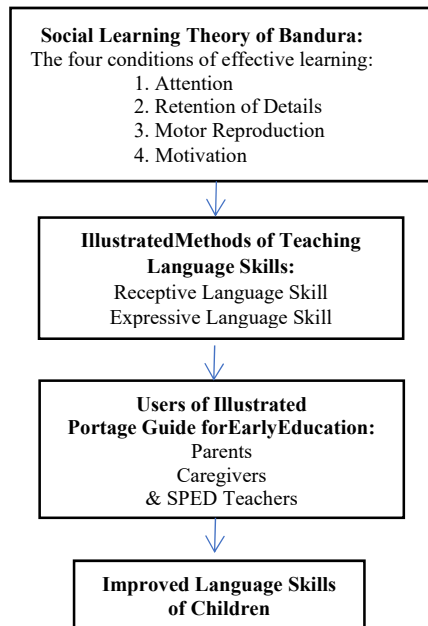 Social Learning Theory of Bandura:
The four conditions of effective learning:
1. Attention
2. Retention of Details
3. Motor Reproduction
4. Motivation
IllustratedMethods of Teaching
Language Skills:
Receptive Language Skill
Expressive Language Skill
Users of Illustrated
Portage Guide forEarlyEducation:
Parents
Caregivers
& SPED Teachers
Improved Language Skills
of Children